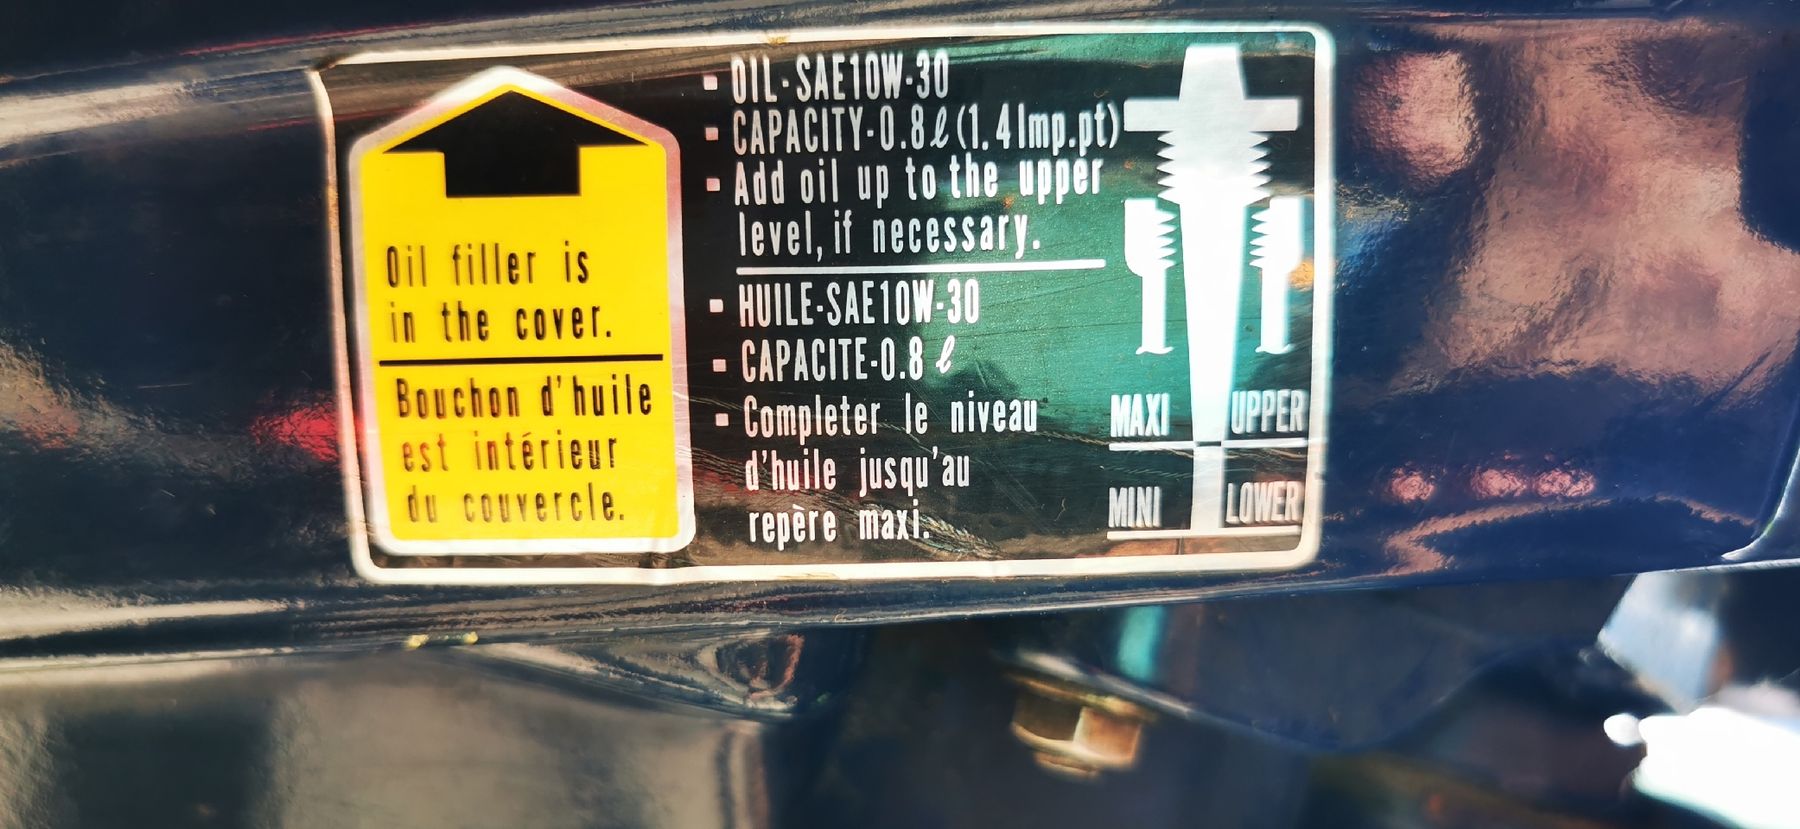 Oil filler is
in the cover.
Bouchon d'huile
est intérieur
du couvercle.
▪ OIL-SAE10W-30
▪ CAPACITY-0.8ℓ(1.4Imp.pt)
▪ Add oil up to the upper
level, if necessary.
▪ HUILE-SAE10W-30
▪ CAPACITE-0.8ℓ
▪ Completer le niveau
d'huile jusqu'au
repère maxi.
MAXI UPPER
MINI LOWER